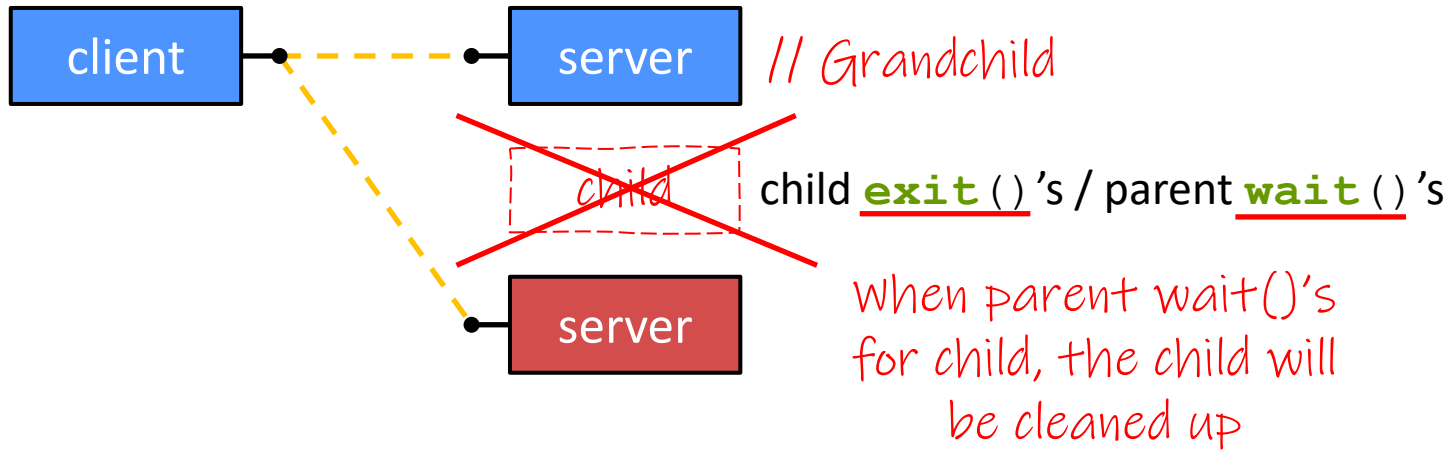 client
server
// Grandchild
child
child exit()’s / parent wait()’s
server
When parent wait()’s
for child, the child will
be cleaned up